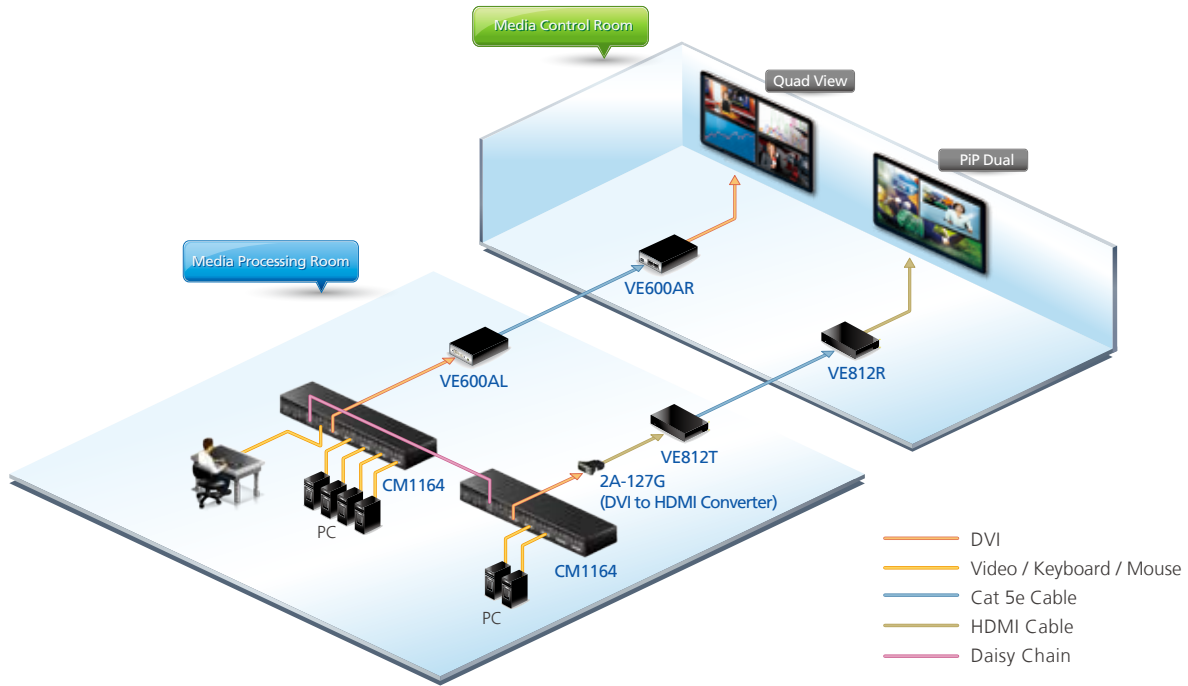 Media Control Room
Quad View
PiP Dual
Media Processing Room
VE600AR
VE600AL
VE812R
VE812T
2A-127G
(DVI to HDMI Converter)
CM1164
PC
CM1164
PC
DVI
Video / Keyboard / Mouse
Cat 5e Cable
HDMI Cable
Daisy Chain